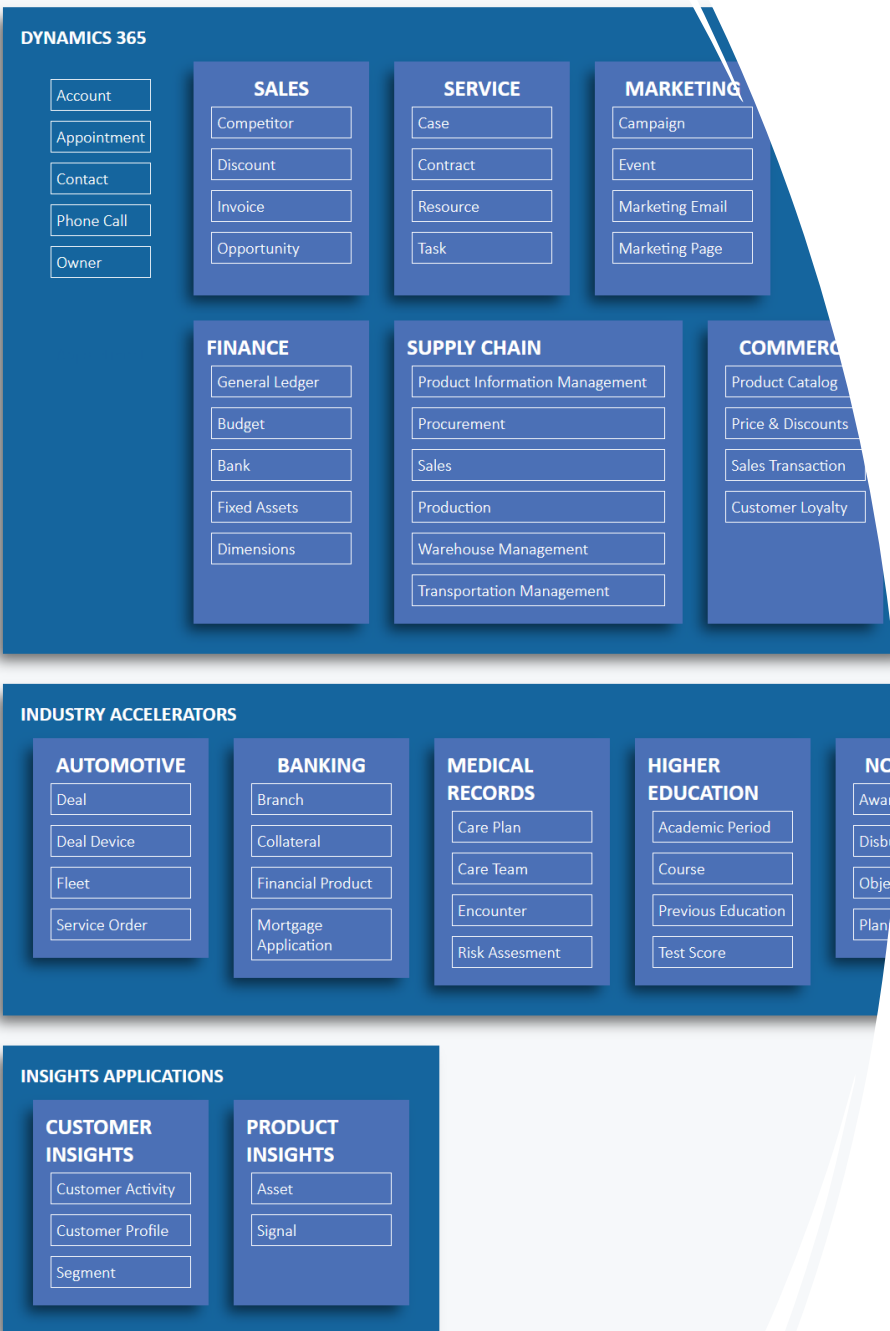 DYNAMICS 365
Account
Appointment
Contact
Phone Call
Owner
SALES
Competitor
Discount
Invoice
Opportunity
SERVICE
Case
Contract
Resource
Task
MARKETING
Campaign
Event
Marketing Email
Marketing Page
FINANCE
General Ledger
Budget
Bank
Fixed Assets
Dimensions
SUPPLY CHAIN
Product Information Management
Procurement
Sales
Production
Warehouse Management
Transportation Management
COMMERC
Product Catalog
Price & Discounts
Sales Transaction
Customer Loyalty
INDUSTRY ACCELERATORS
AUTOMOTIVE
Deal
Deal Device
Fleet
Service Order
BANKING
Branch
Collateral
Financial Product
Mortgage
Application
MEDICAL
RECORDS
Care Plan
Care Team
Encounter
Risk Assesment
HIGHER
EDUCATION
Academic Period
Course
Previous Education
Test Score
INSIGHTS APPLICATIONS
CUSTOMER
INSIGHTS
Customer Activity
Customer Profile
Segment
PRODUCT
INSIGHTS
Asset
Signal